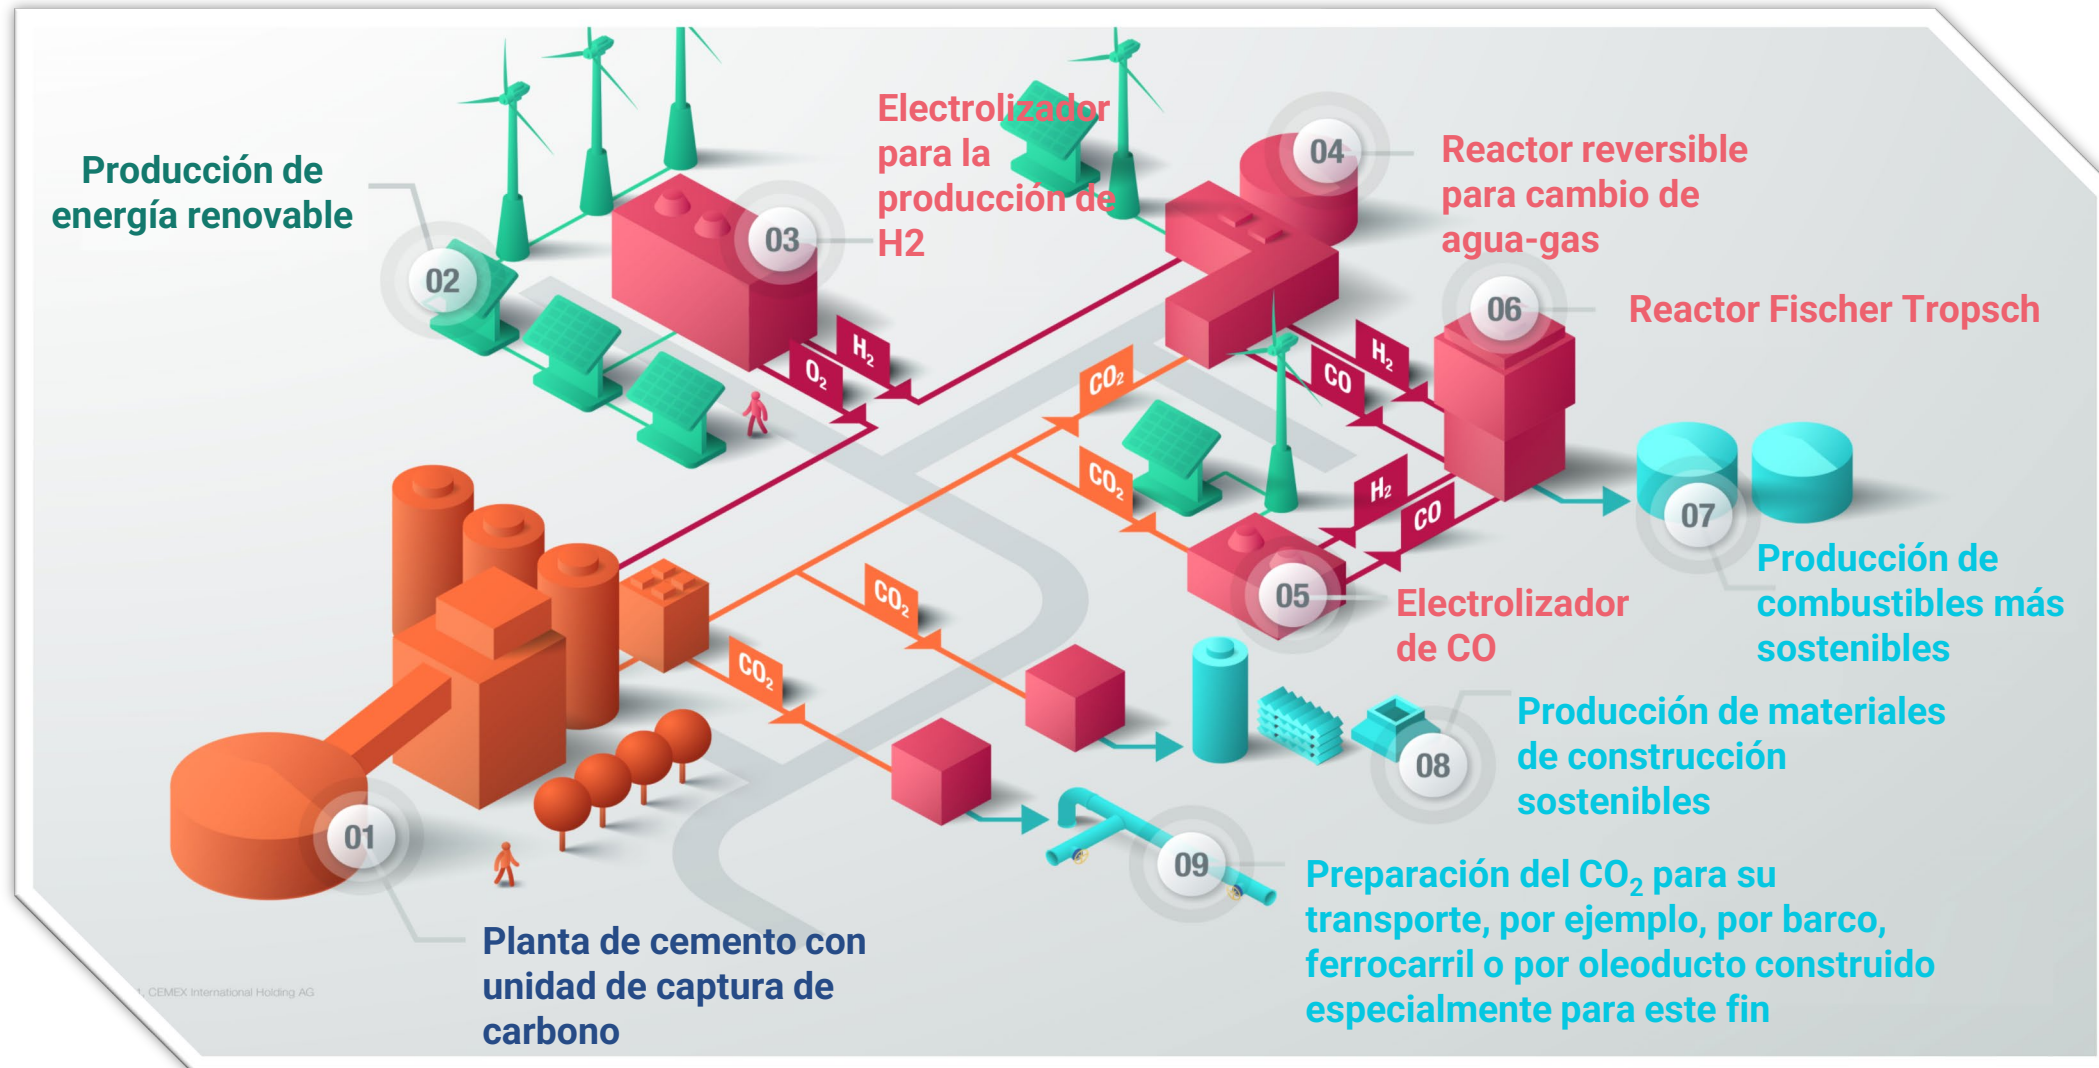 Producción de
energía renovable
02
03
Electrolizador
para la
producción de
H2
04
Reactor reversible
para cambio de
agua-gas
06
Reactor Fischer Tropsch
H₂
O₂
H₂
CO
CO₂
CO₂
H₂
CO
07
Producción de
combustibles más
sostenibles
05
Electrolizador
de CO
CO₂
CO₂
08
Producción de materiales
de construcción
sostenibles
01
09
Preparación del CO₂ para su
transporte, por ejemplo, por barco,
ferrocarril o por oleoducto construido
especialmente para este fin
Planta de cemento con
unidad de captura de
carbono
, CEMEX International Holding AG